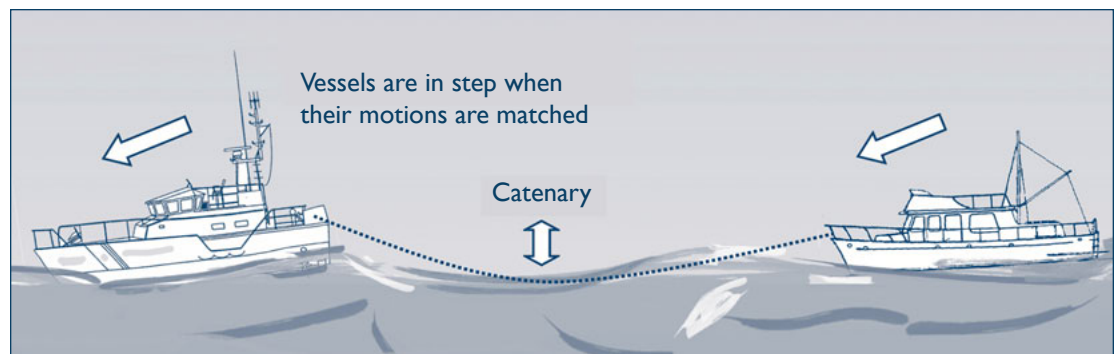 Vessels are in step when
their motions are matched
Catenary